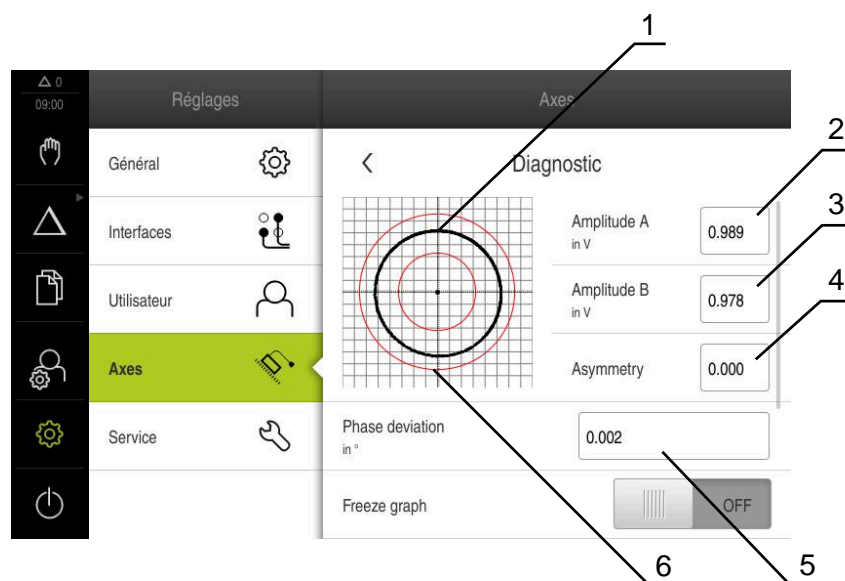 1
0
09:00
Réglages
Axes
Général
Interfaces
Utilisateur
Axes
Service
Diagnostic
Amplitude A
in V
0.989
2
Amplitude B
in V
0.978
3
Asymmetry
0.000
4
Phase deviation
in °
0.002
Freeze graph
OFF
6
5